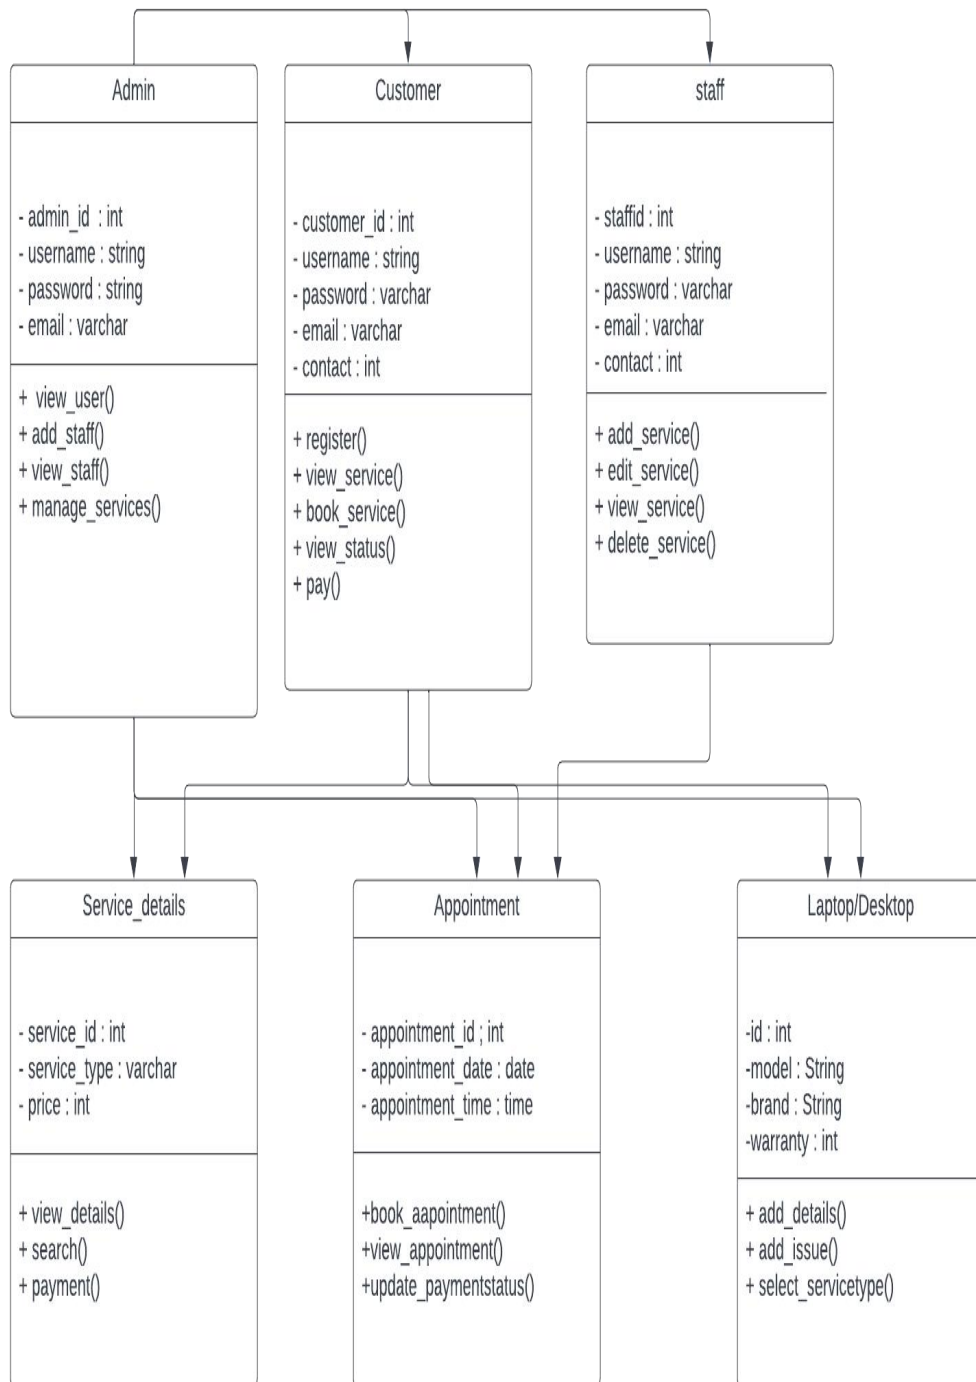 Admin
- admin_id : int
- username : string
- password : string
- email : varchar
+ view_user()
+ add_staff()
+ view_staff()
+ manage_services()
Customer
- customer_id : int
- username : string
- password : varchar
- email : varchar
- contact : int
+ register()
+ view_service()
+ book_service()
+ view_status()
+ pay()
staff
- staffid : int
- username : string
- password : varchar
- email : varchar
- contact : int
+ add_service()
+ edit_service()
+ view_service()
+ delete_service()
Service_details
- service_id : int
- service_type : varchar
- price : int
+ view_details()
+ search()
+ payment()
Appointment
- appointment_id ; int
- appointment_date : date
- appointment_time : time
+book_aapointment()
+view_appointment()
+update_paymentstatus()
Laptop/Desktop
-id : int
-model : String
-brand : String
-warranty : int
+ add_details()
+ add_issue()
+ select_servicetype()